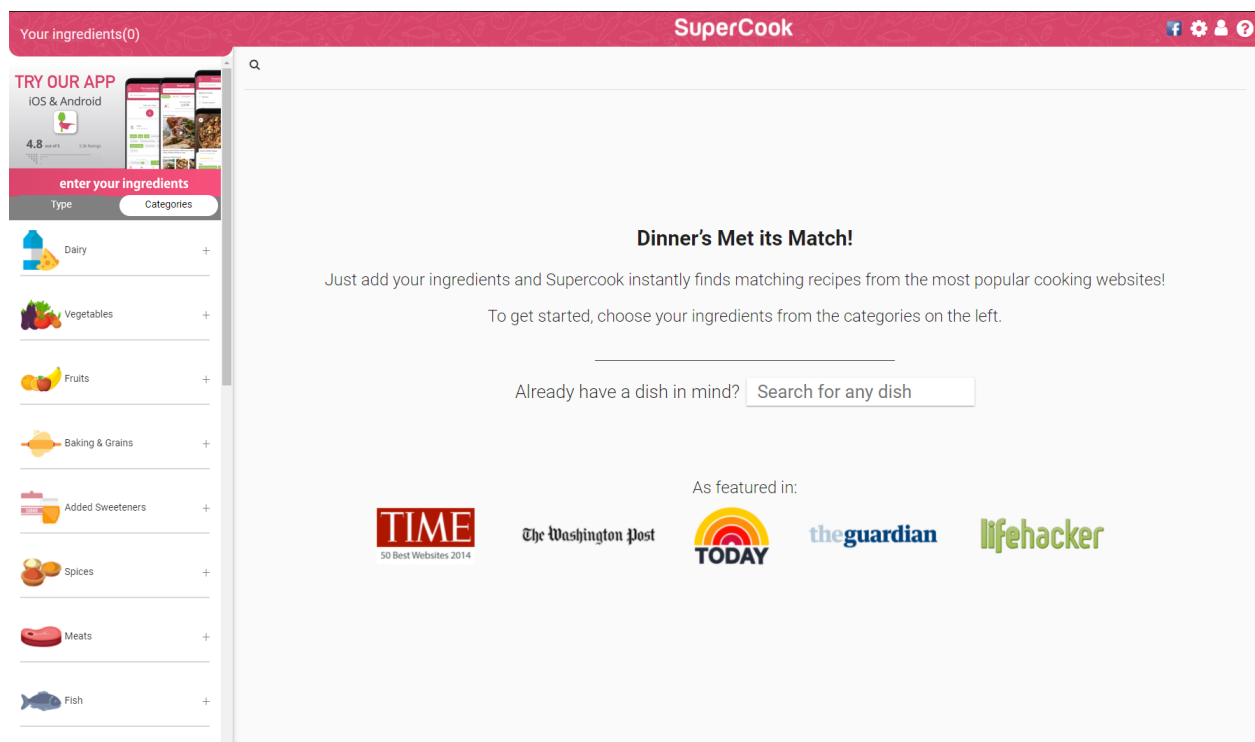 Your ingredients(0)
SuperCook
TRY OUR APP
iOS & Android
4.8 out of 5
enter your ingredients
Type
Categories
Dairy
Vegetables
Fruits
Baking & Grains
Added Sweeteners
Spices
Meats
Fish
Dinner's Met its Match!
Just add your ingredients and Supercook instantly finds matching recipes from the most popular cooking websites!
To get started, choose your ingredients from the categories on the left.
Already have a dish in mind? Search for any dish
As featured in:
TIME
50 Best Websites 2014
The Washington Post
TODAY
theguardian
lifehacker